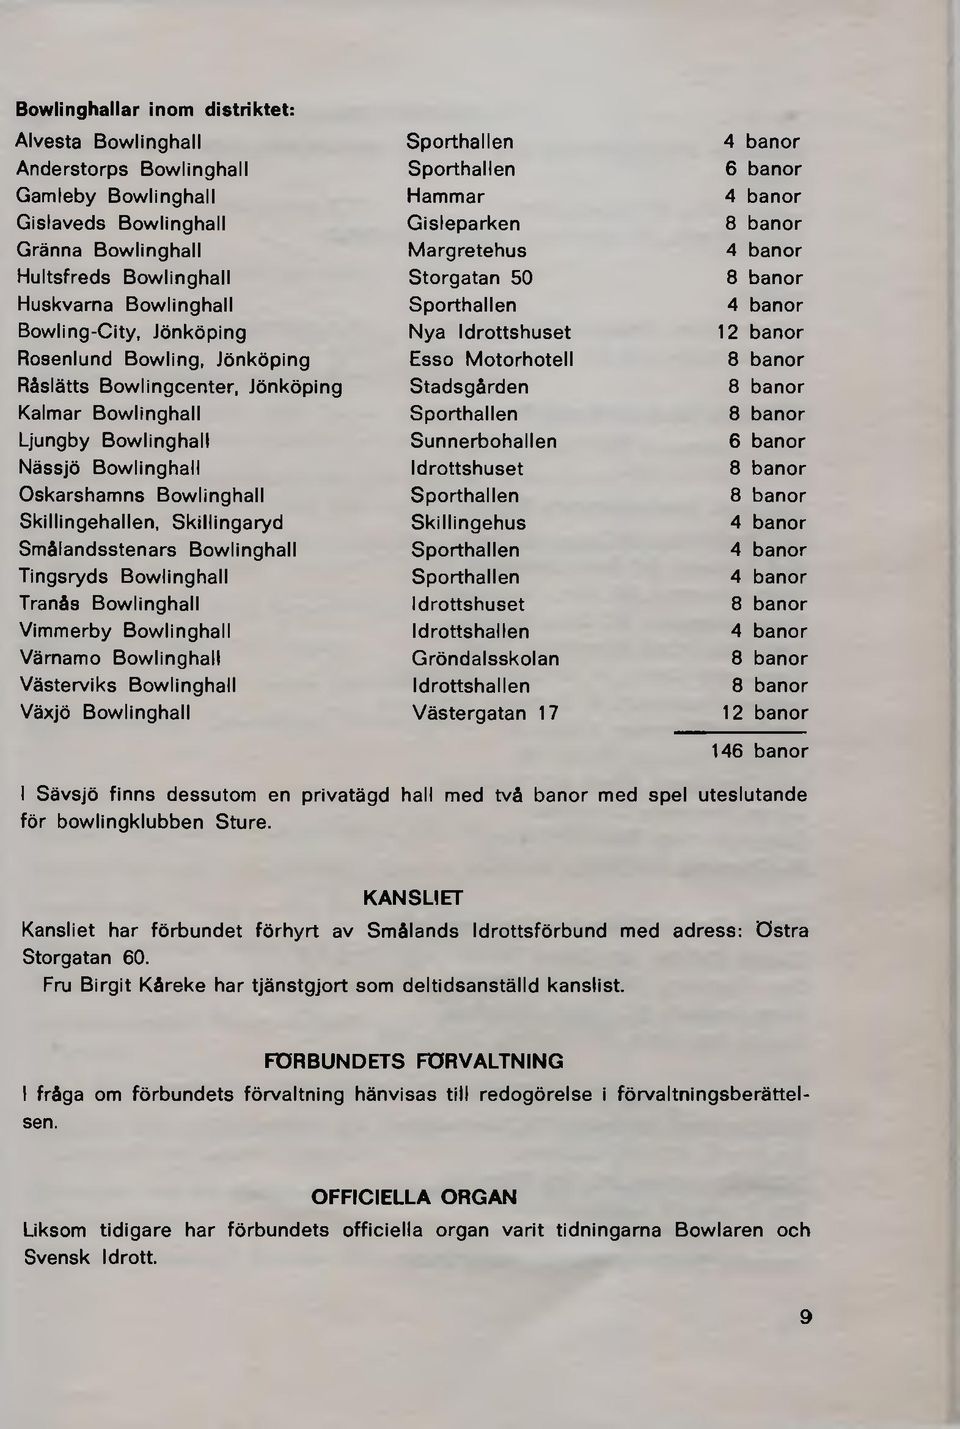 Bowlinghallar inom distriktet:
Alvesta Bowlinghall Sporthallen 4 banor
Anderstorps Bowlinghall Sporthallen 6 banor
Gamleby Bowlinghall Hammar 4 banor
Gislaveds Bowlinghall Gisleparken 8 banor
Gränna Bowlinghall Margretehus 4 banor
Hultsfreds Bowlinghall Storgatan 50 8 banor
Huskvarna Bowlinghall Sporthallen 4 banor
Bowling-City, Jönköping Nya Idrottshuset 12 banor
Rosenlund Bowling, Jönköping Esso Motorhotell 8 banor
Råslätts Bowlingcenter, Jönköping Stadsgården 8 banor
Kalmar Bowlinghall Sporthallen 8 banor
Ljungby Bowlinghall Sunnerbohallen 6 banor
Nässjö Bowlinghall Idrottshuset 8 banor
Oskarshamns Bowlinghall Sporthallen 8 banor
Skillingehallen, Skillingaryd Skillingehus 4 banor
Smålandsstenars Bowlinghall Sporthallen 4 banor
Tingsryds Bowlinghall Sporthallen 4 banor
Tranås Bowlinghall Idrottshuset 8 banor
Vimmerby Bowlinghall Idrottshallen 4 banor
Värnamo Bowlinghall Gröndalsskolan 8 banor
Västerviks Bowlinghall Idrottshallen 8 banor
Växjö Bowlinghall Västergatan 17 12 banor
146 banor
I Sävsjö finns dessutom en privatägd hall med två banor med spel uteslutande
för bowlingklubben Sture.
KANSLIET
Kansliet har förbundet förhyrt av Smålands Idrottsförbund med adress: Östra
Storgatan 60.
Fru Birgit Kåreke har tjänstgjort som deltidsanställd kanslist.
FÖRBUNDETS FÖRVALTNING
I fråga om förbundets förvaltning hänvisas till redogörelse i förvaltningsberättel-
sen.
OFFICIELLA ORGAN
Liksom tidigare har förbundets officiella organ varit tidningarna Bowlaren och
Svensk Idrott.
9